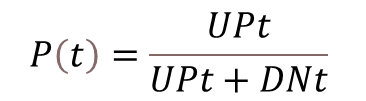 P(t) = UPt / UPt + DNt